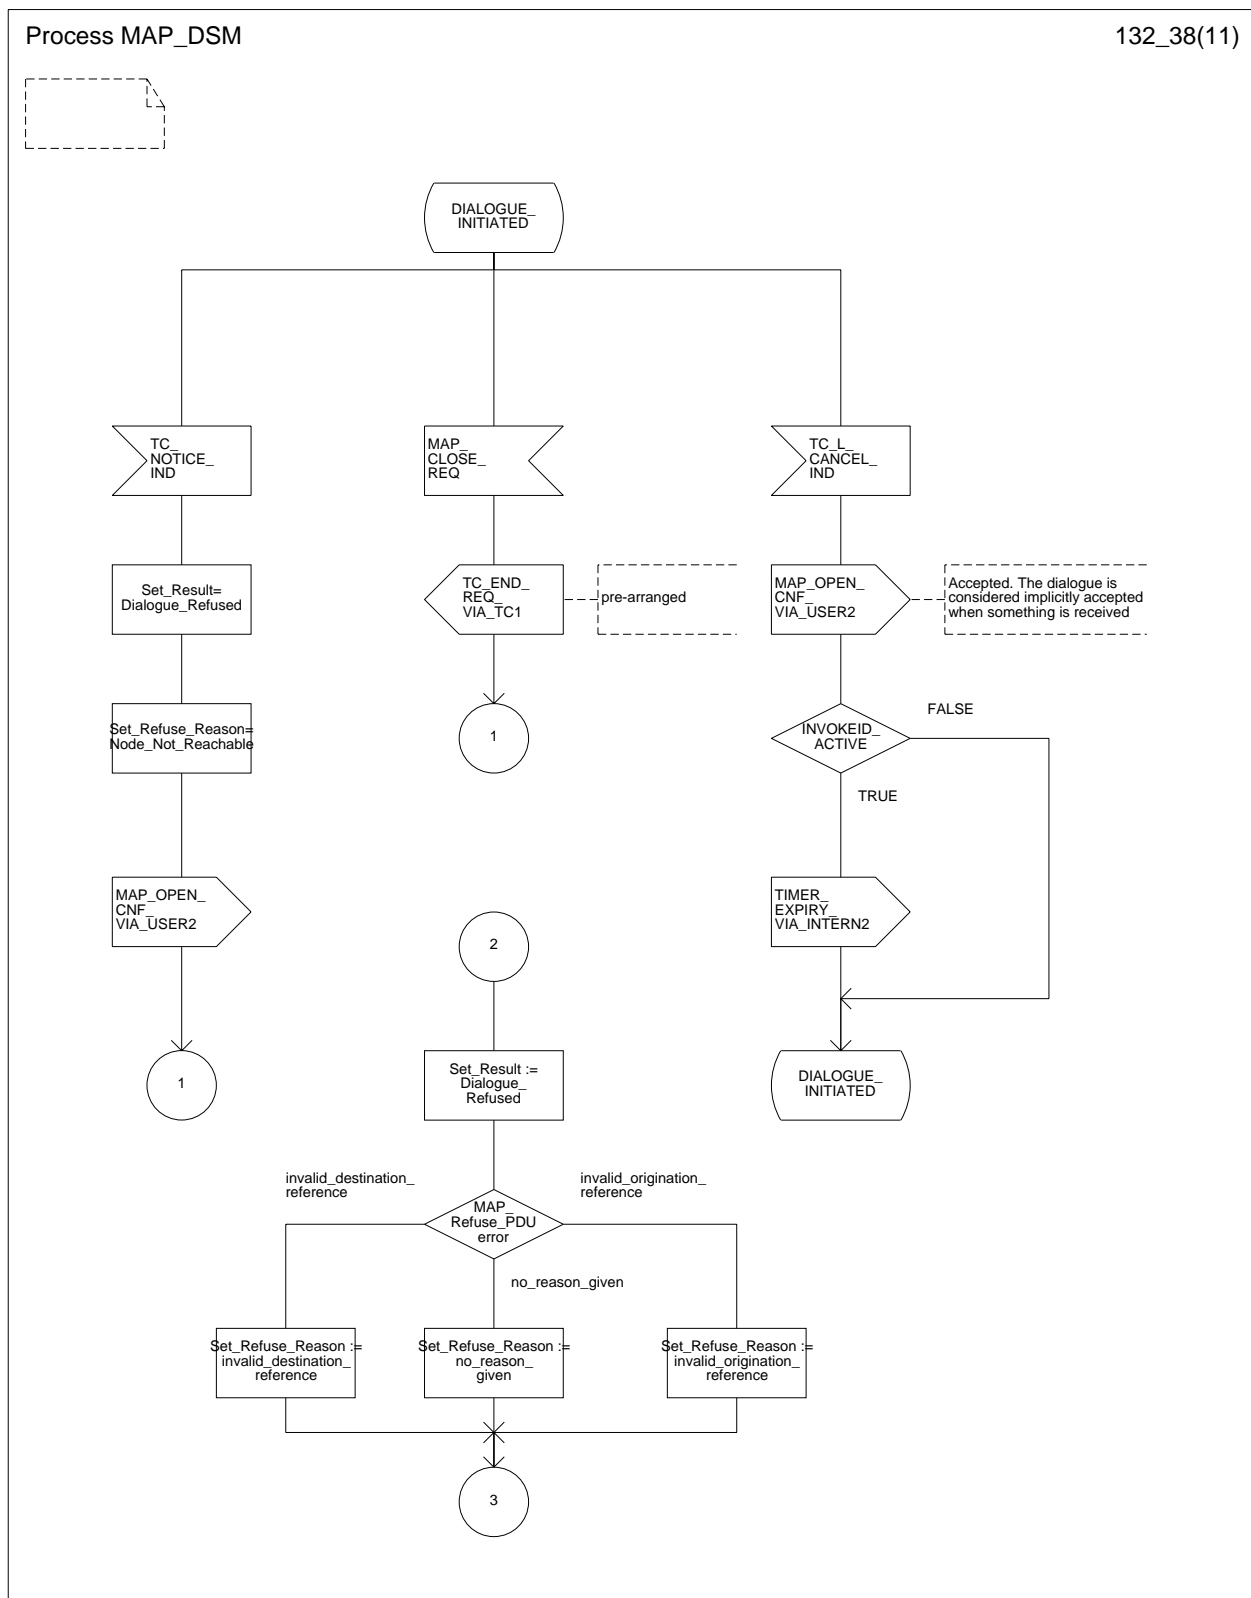 Process MAP_DSM
132_38(11)
DIALOGUE_
INITIATED
TC_
NOTICE_
IND
MAP_
CLOSE_
REQ
TC_L_
CANCEL_
IND
Set_Result=
Dialogue_Refused
TC_END_
REQ_
VIA_TC1
pre-arranged
MAP_OPEN_
CNF_
VIA_USER2
Accepted. The dialogue is
considered implicitly accepted
when something is received
Set_Refuse_Reason=
Node_Not_Reachable
1
INVOKEID_
ACTIVE
FALSE
TRUE
MAP_OPEN_
CNF_
VIA_USER2
2
TIMER_
EXPIRY_
VIA_INTERN2
1
Set_Result :=
Dialogue_
Refused
DIALOGUE_
INITIATED
invalid_destination_
reference
MAP_
Refuse_PDU
error
invalid_origination_
reference
no_reason_given
Set_Refuse_Reason :=
invalid_destination_
reference
Set_Refuse_Reason :=
no_reason_
given
Set_Refuse_Reason :=
invalid_origination_
reference
3